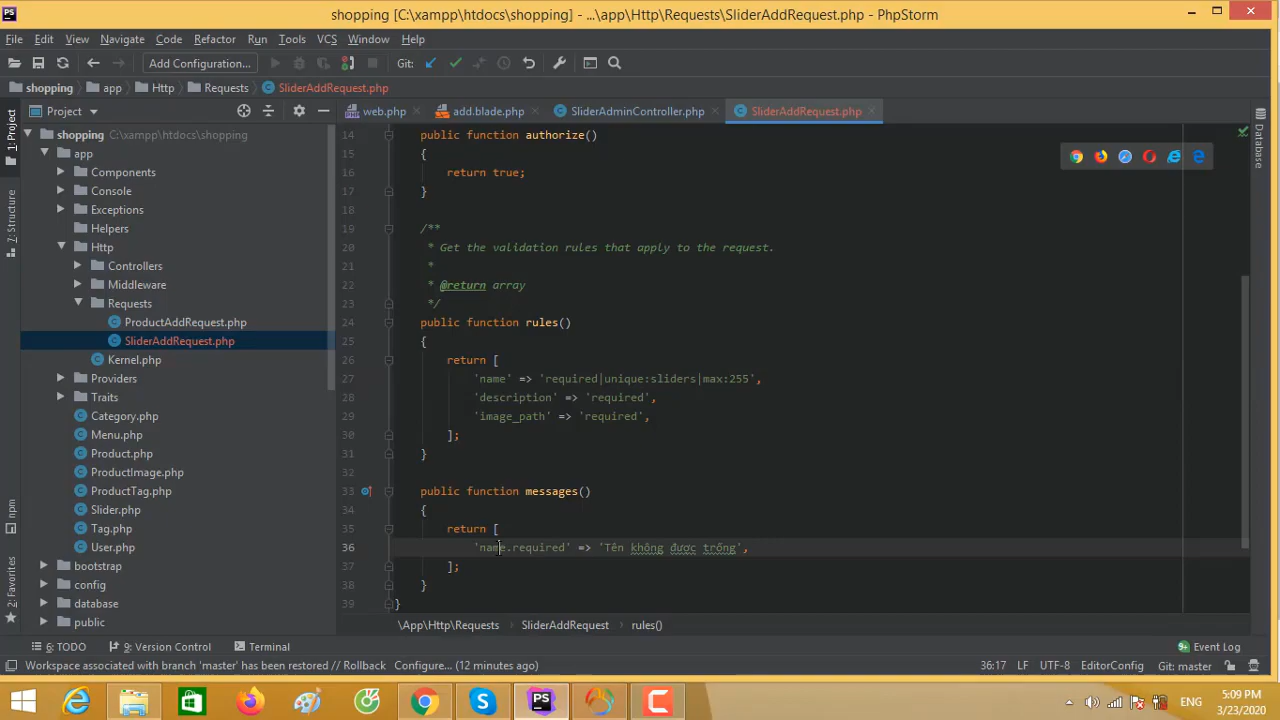 shopping [C:\xampp\htdocs\shopping] - ...\app\Http\Requests\SliderAddRequest.php - PhpStorm
File Edit View Navigate Code Refactor Run Tools VCS Window Help
Add Configuration... Git:
shopping app Http Requests SliderAddRequest.php
Project web.php add.blade.php SliderAdminController.php SliderAddRequest.php
1: Project
7: Structure
npm
2: Favorites
Database
shopping C:\xampp\htdocs\shopping
app
Components
Console
Exceptions
Helpers
Http
Controllers
Middleware
Requests
ProductAddRequest.php
SliderAddRequest.php
Kernel.php
Providers
Traits
Category.php
Menu.php
Product.php
ProductImage.php
ProductTag.php
Slider.php
Tag.php
User.php
bootstrap
config
database
public
14 public function authorize()
15 {
16 return true;
17 }
18
19 /**
20 * Get the validation rules that apply to the request.
21 *
22 * @return array
23 */
24 public function rules()
25 {
26 return [
27 'name' => 'required|unique:sliders|max:255',
28 'description' => 'required',
29 'image_path' => 'required',
30 ];
31 }
32
33 public function messages()
34 {
35 return [
36 'name.required' => 'Tên không được trống',
37 ];
38 }
39 }
\App\Http\Requests SliderAddRequest rules()
6: TODO 9: Version Control Terminal Event Log
Workspace associated with branch 'master' has been restored // Rollback Configure... (12 minutes ago) 36:17 LF UTF-8 EditorConfig Git: master
PS
ENG
5:09 PM
3/23/2020